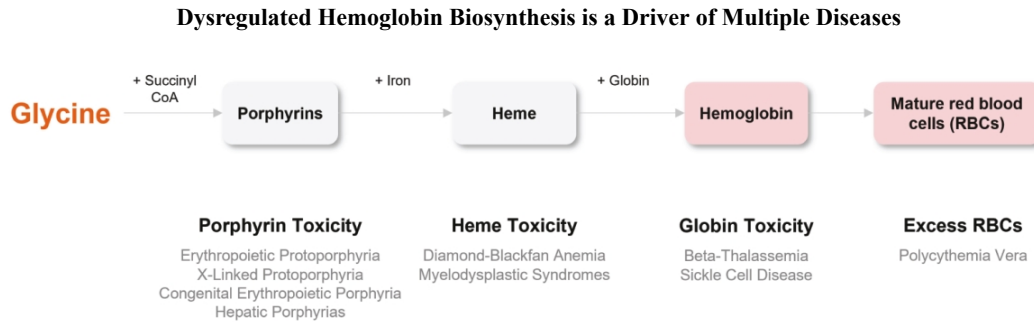 Dysregulated Hemoglobin Biosynthesis is a Driver of Multiple Diseases
Glycine
+ Succinyl
CoA
Porphyrins
+ Iron
Heme
+ Globin
Hemoglobin
Mature red blood
cells (RBCs)
Porphyrin Toxicity
Erythropoietic Protoporphyria
X-Linked Protoporphyria
Congenital Erythropoietic Porphyria
Hepatic Porphyrias
Heme Toxicity
Diamond-Blackfan Anemia
Myelodysplastic Syndromes
Globin Toxicity
Beta-Thalassemia
Sickle Cell Disease
Excess RBCs
Polycythemia Vera